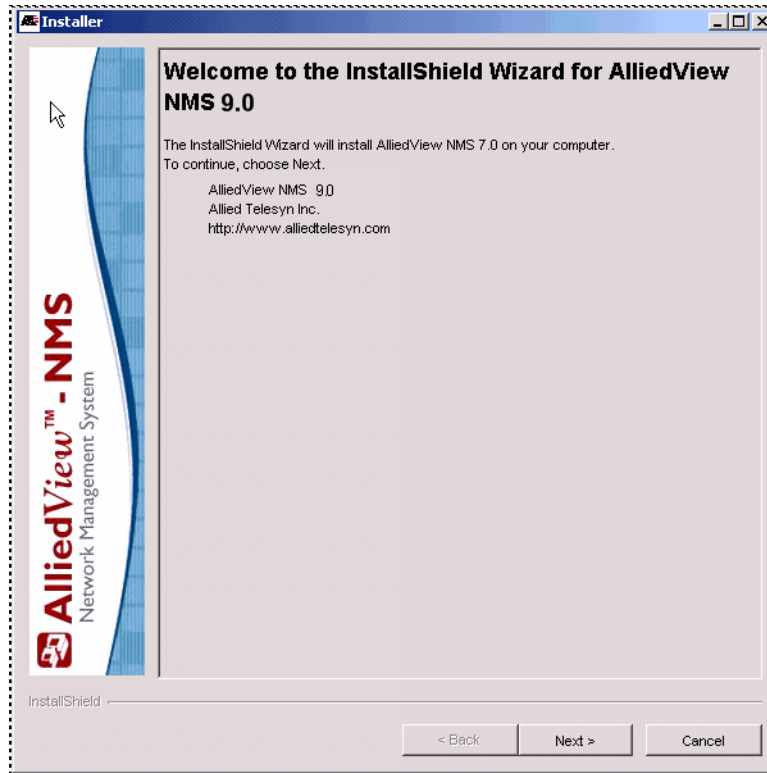 Installer
Welcome to the InstallShield Wizard for AlliedView
NMS 9.0
The InstallShield Wizard will install AlliedView NMS 7.0 on your computer.
To continue, choose Next.
AlliedView NMS 9.0
Allied Telesyn Inc.
http://www.alliedtelesyn.com
AlliedView™ - NMS
Network Management System
InstallShield
< Back
Next >
Cancel